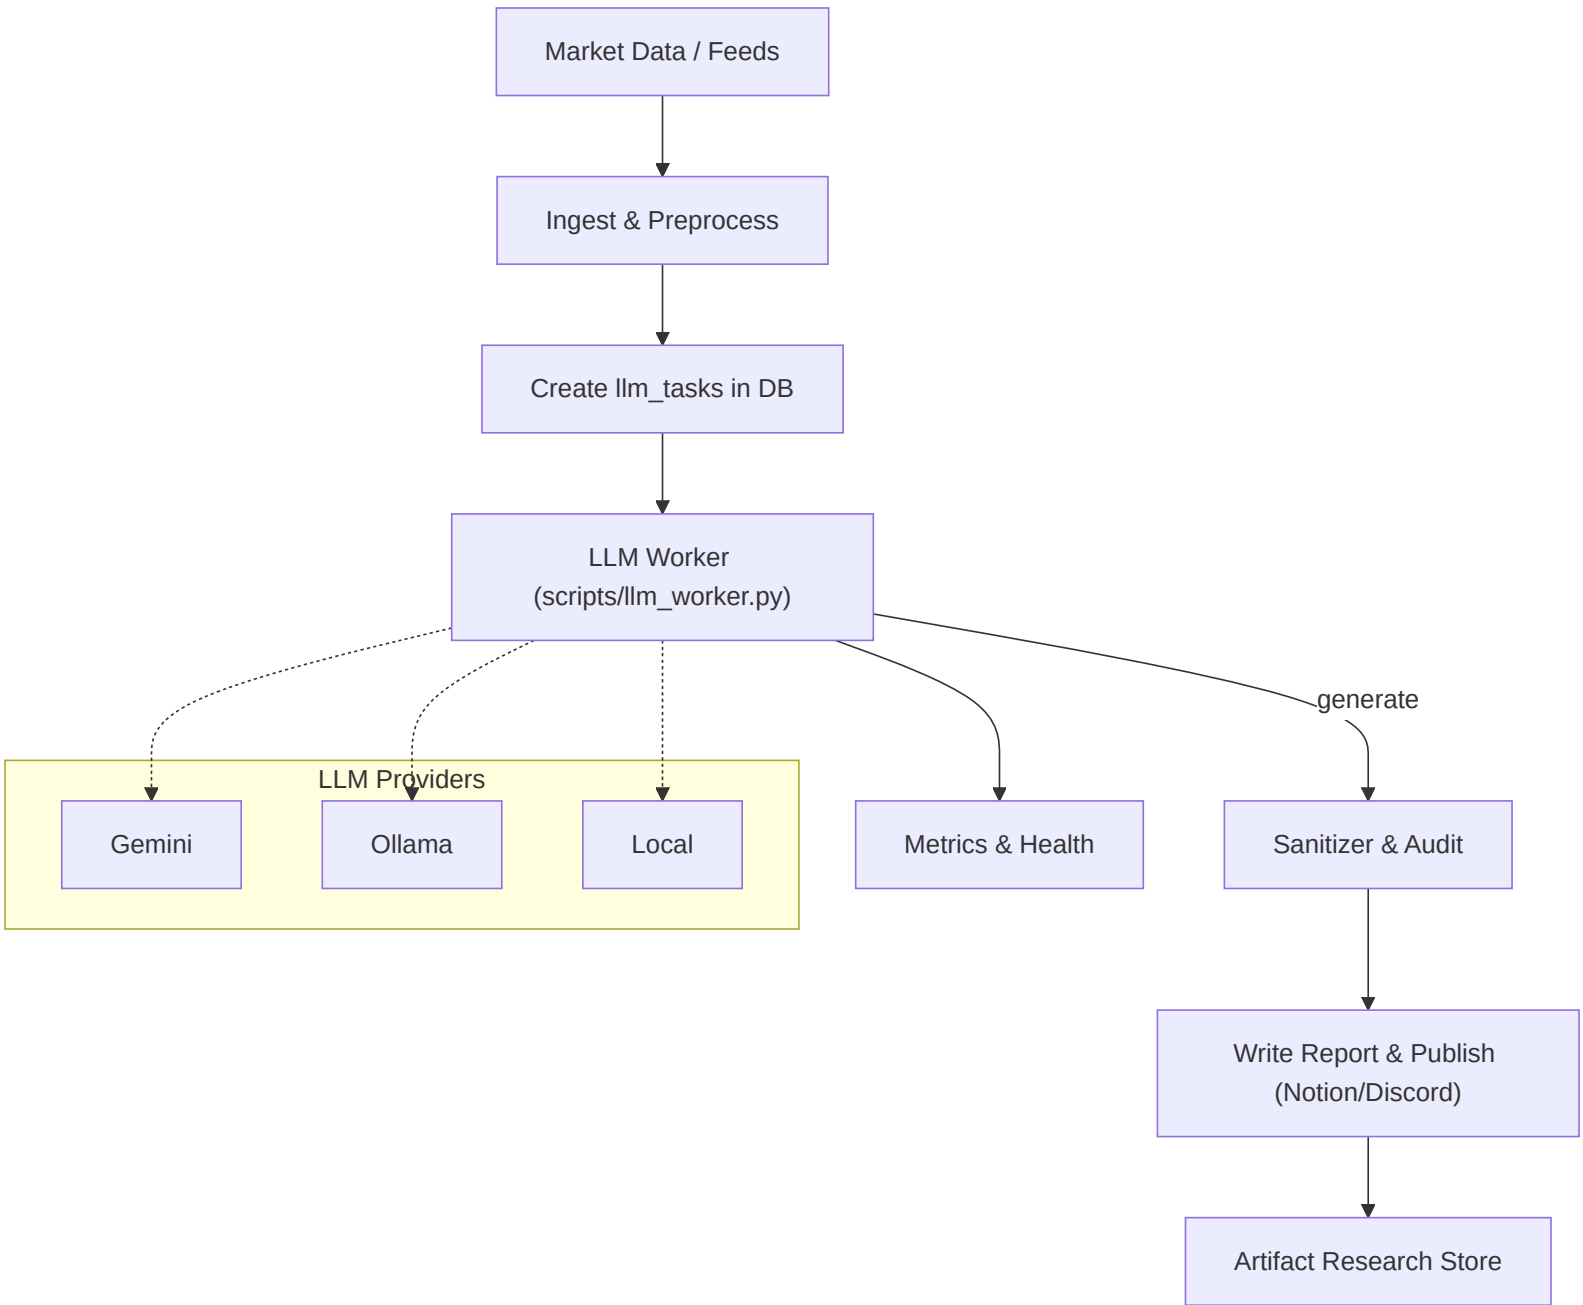 Market Data / Feeds
Ingest & Preprocess
Create llm_tasks in DB
LLM Worker
(scripts/llm_worker.py)
generate
LLM Providers
Gemini
Ollama
Local
Metrics & Health
Sanitizer & Audit
Write Report & Publish
(Notion/Discord)
Artifact Research Store